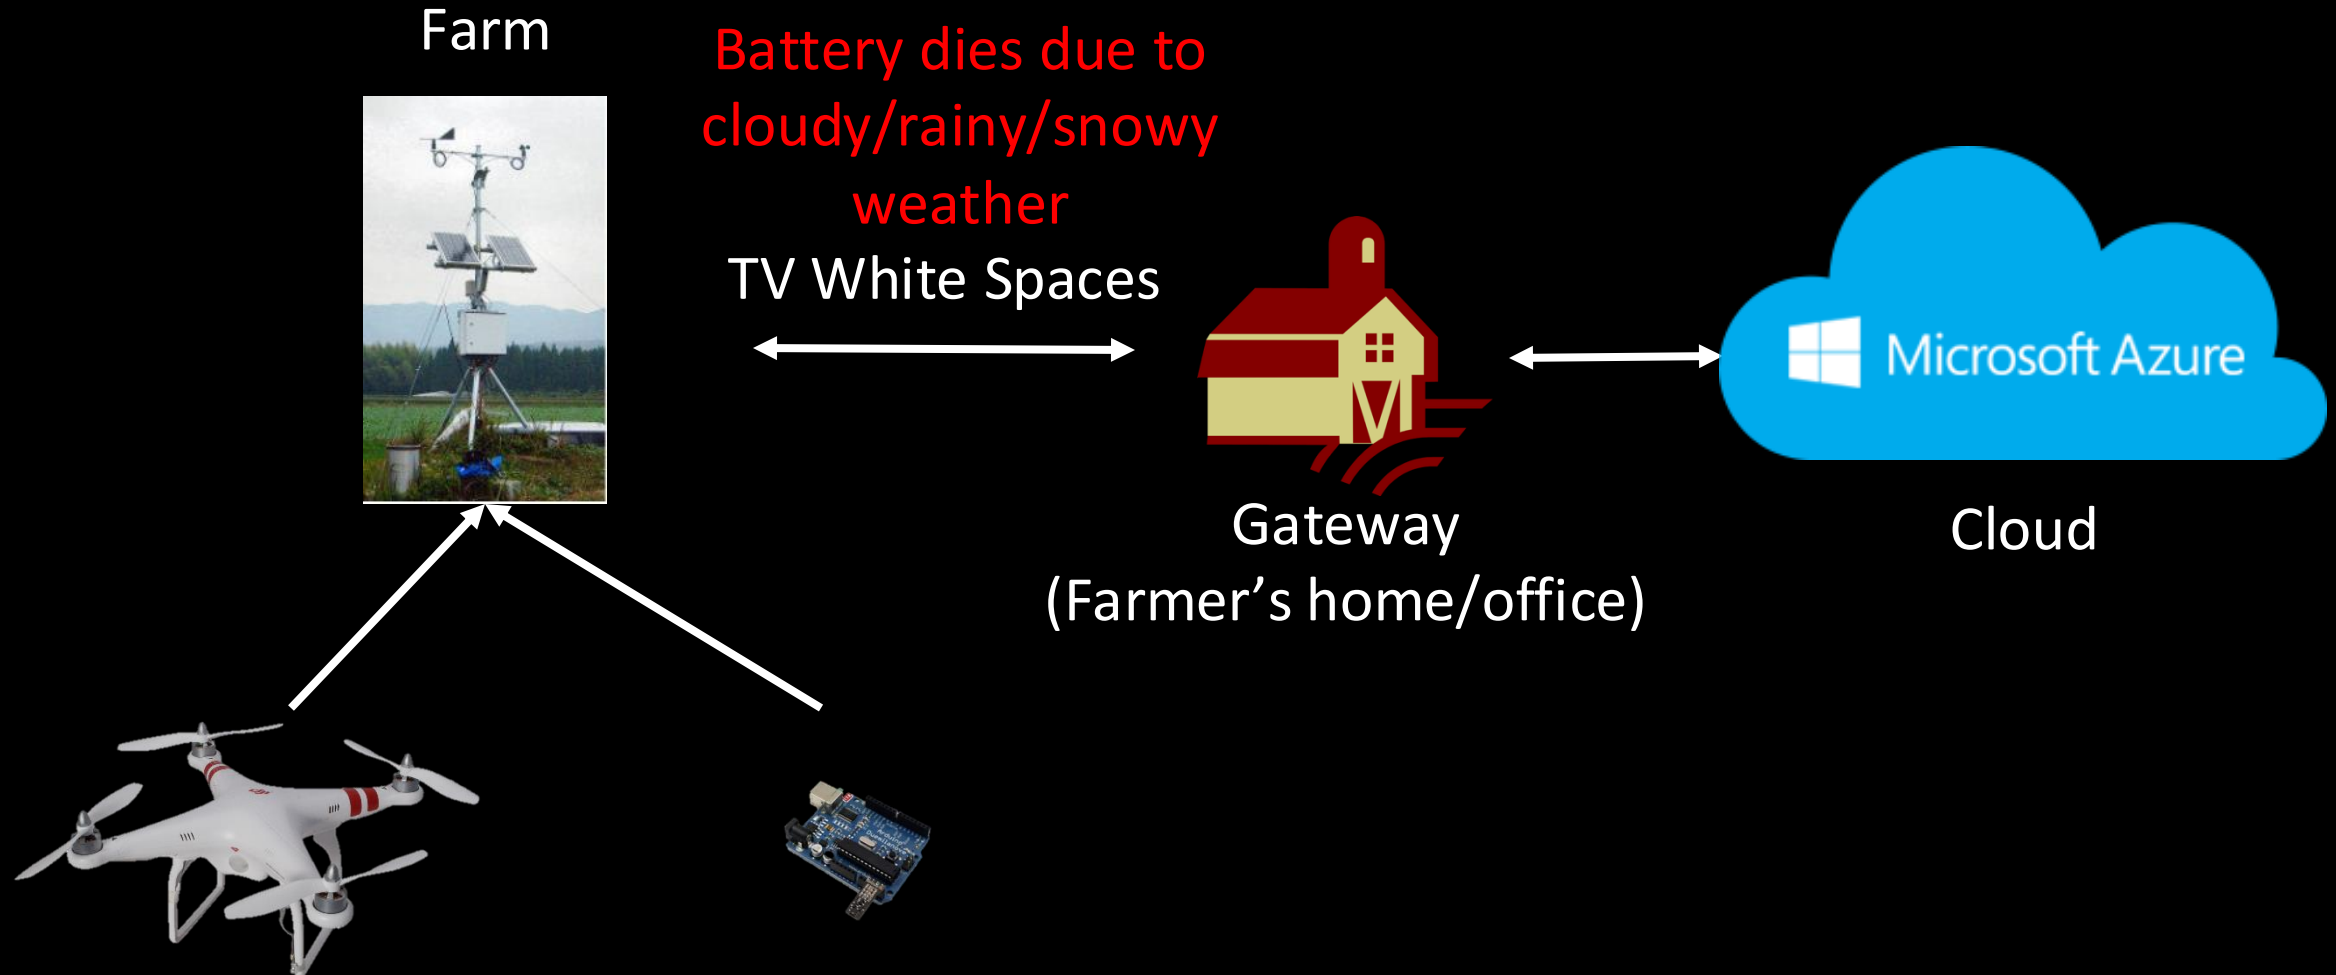 Farm
Battery dies due to
cloudy/rainy/snowy
weather
TV White Spaces
Microsoft Azure
Gateway
(Farmer’s home/office)
Cloud